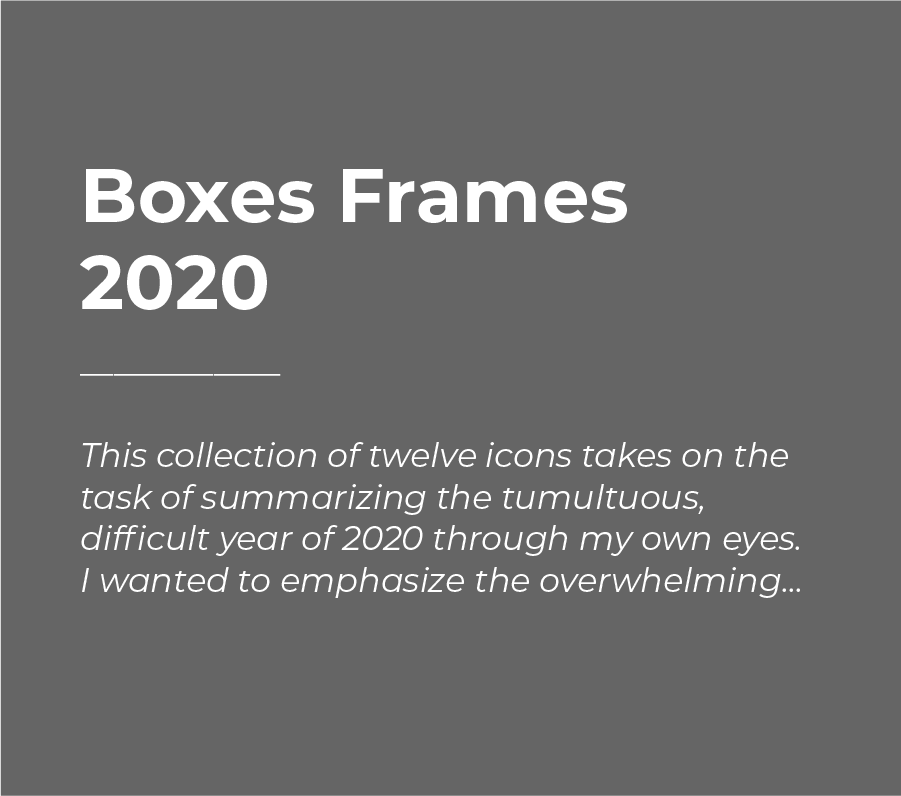 Boxes Frames
2020
This collection of twelve icons takes on the
task of summarizing the tumultuous,
difficult year of 2020 through my own eyes.
I wanted to emphasize the overwhelming...